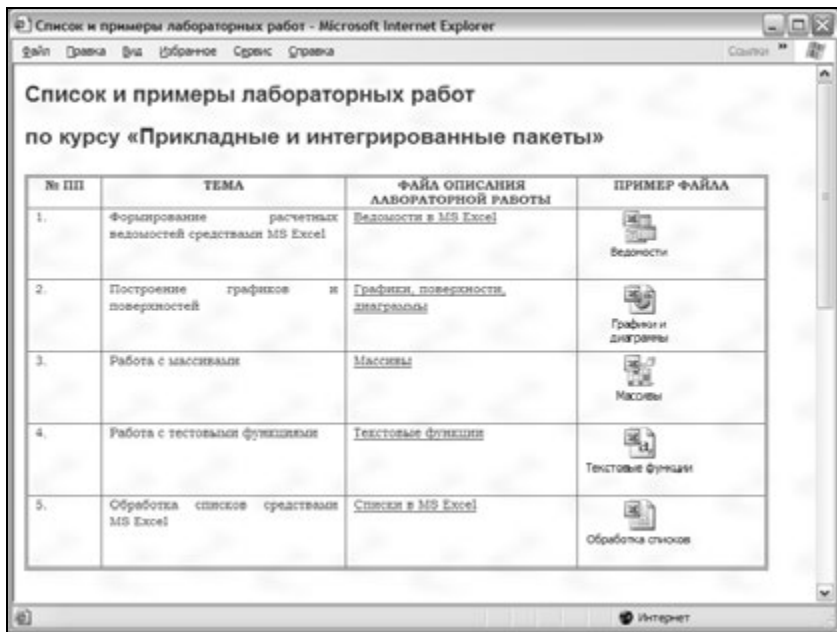 Список и примеры лабораторных работ - Microsoft Internet Explorer
Файл Правка Вид Избранное Сервис Справка Ссылки »
Список и примеры лабораторных работ
по курсу «Прикладные и интегрированные пакеты»
№ ПП ТЕМА ФАЙЛ ОПИСАНИЯ ЛАБОРАТОРНОЙ РАБОТЫ ПРИМЕР ФАЙЛА
1. Формирование расчетных
ведомостей средствами MS Excel
Ведомости в MS Excel
Ведомости
2. Построение графиков и
поверхностей
Графики, поверхности,
диаграммы
Графики и
диаграммы
3. Работа с массивами
Массивы
Массивы
4. Работа с тестовыми функциями
Текстовые функции
Текстовые функции
5. Обработка списков средствами
MS Excel
Списки в MS Excel
Обработка списков
Интернет